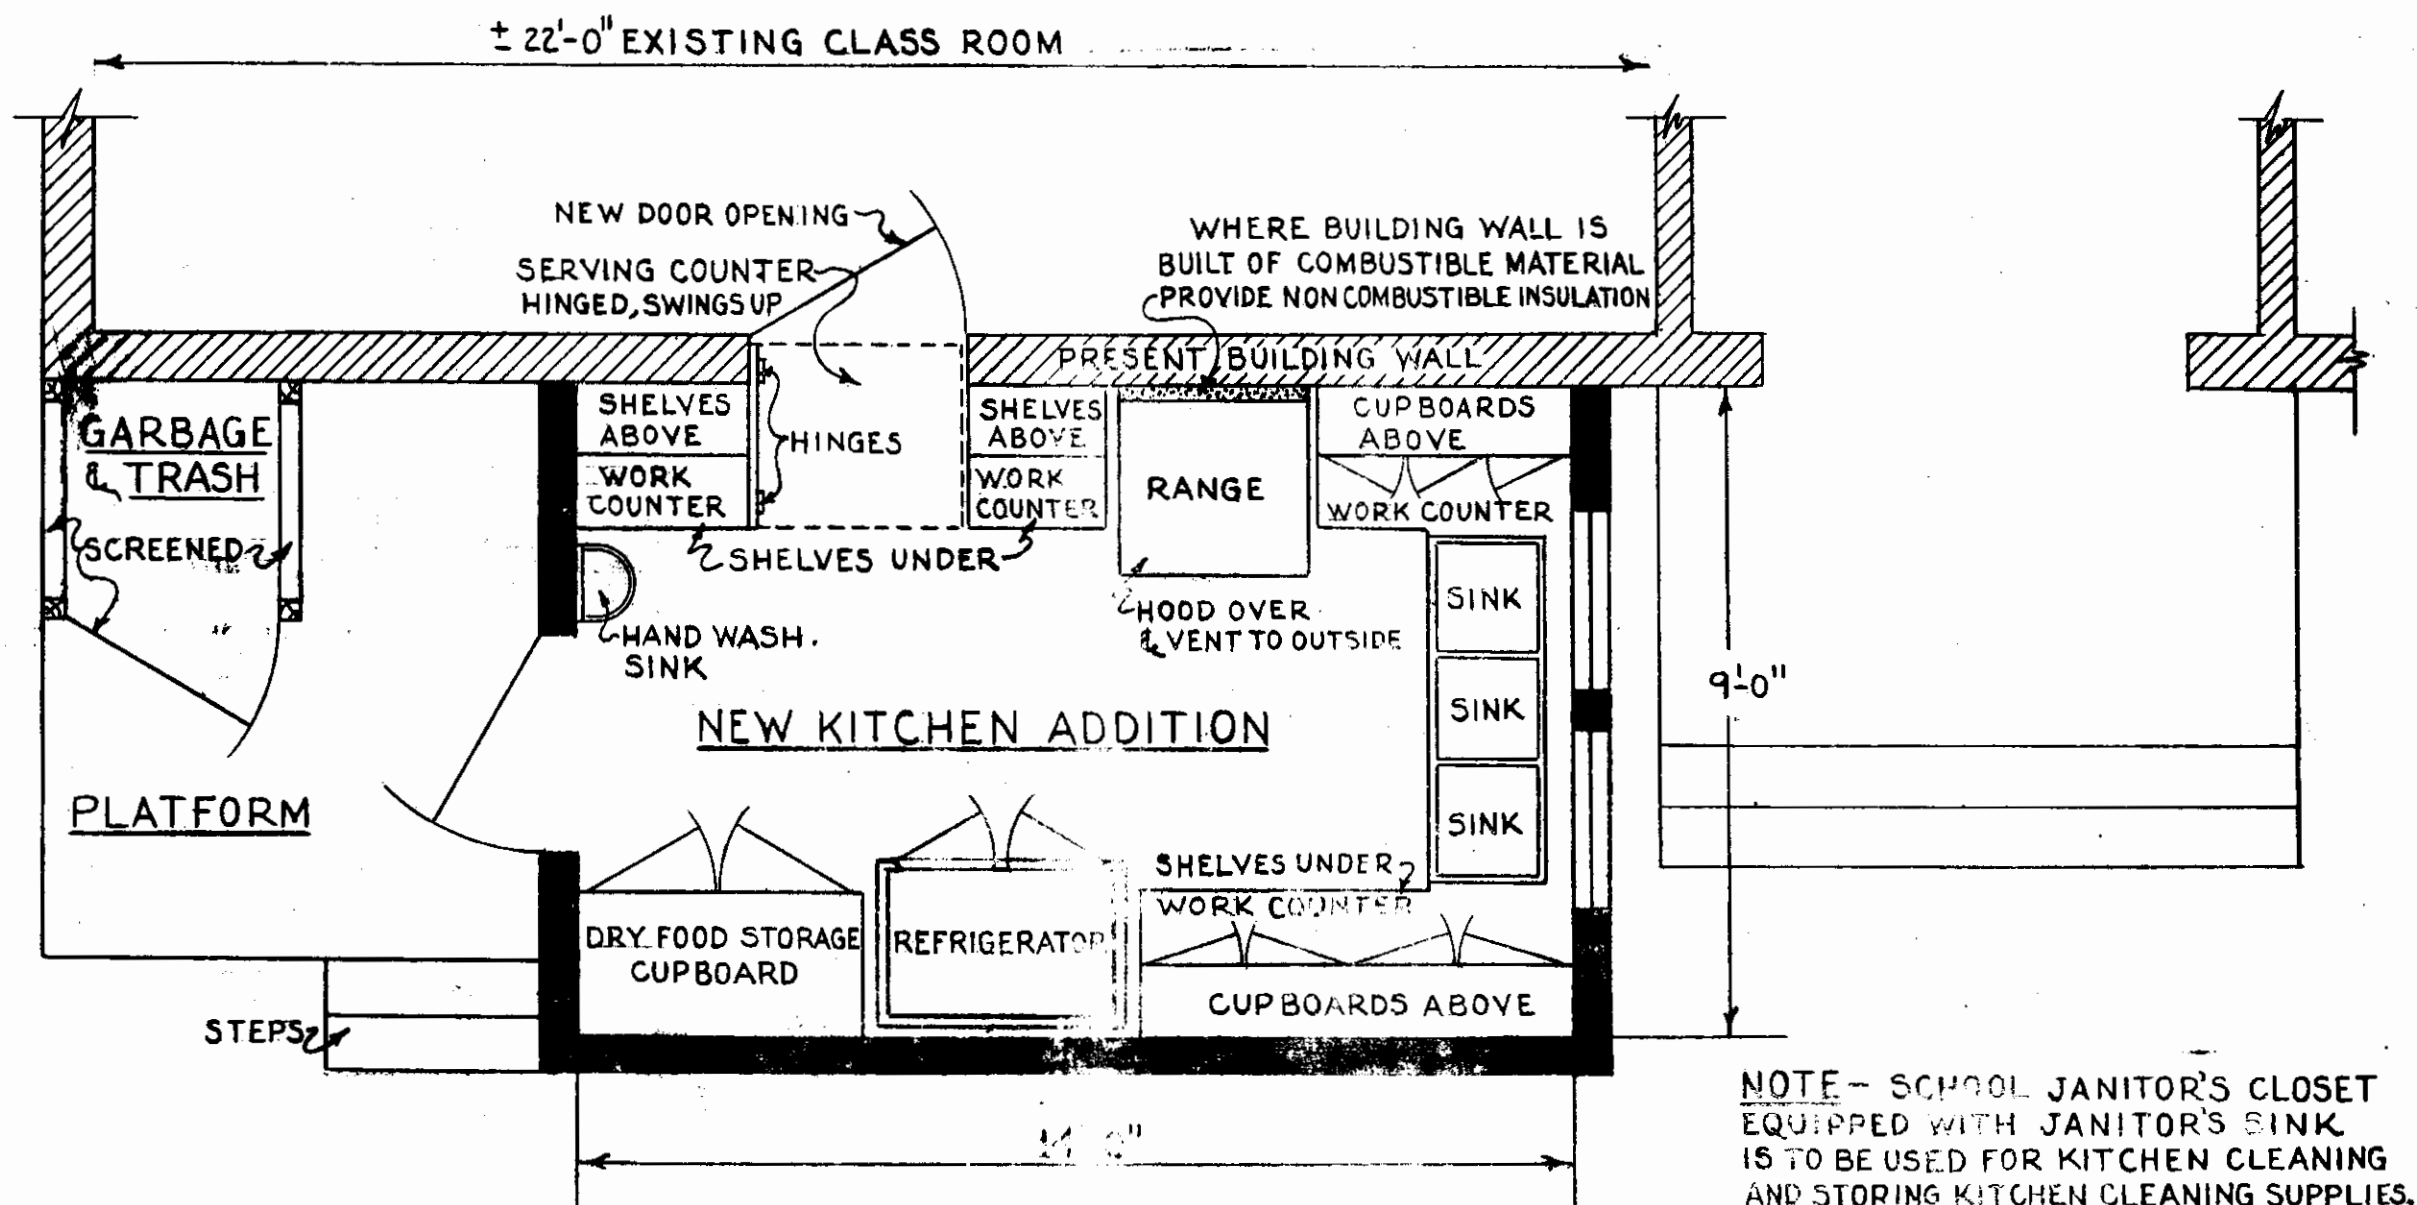 ± 22'-0" EXISTING CLASS ROOM
NEW DOOR OPENING
SERVING COUNTER
HINGED, SWINGS UP
WHERE BUILDING WALL IS
BUILT OF COMBUSTIBLE MATERIAL
PROVIDE NON COMBUSTIBLE INSULATION
PRESENT BUILDING WALL
GARBAGE
& TRASH
SCREENED
SHELVES
ABOVE
WORK
COUNTER
HINGES
SHELVES
ABOVE
WORK
COUNTER
RANGE
CUPBOARDS
ABOVE
WORK COUNTER
SHELVES UNDER
HAND WASH.
SINK
HOOD OVER
& VENT TO OUTSIDE
SINK
SINK
SINK
9'-0"
NEW KITCHEN ADDITION
PLATFORM
SHELVES UNDER
WORK COUNTER
DRY FOOD STORAGE
CUPBOARD
REFRIGERATOR
CUPBOARDS ABOVE
STEPS
14 0"
NOTE - SCHOOL JANITOR'S CLOSET
EQUIPPED WITH JANITOR'S SINK
IS TO BE USED FOR KITCHEN CLEANING
AND STORING KITCHEN CLEANING SUPPLIES.